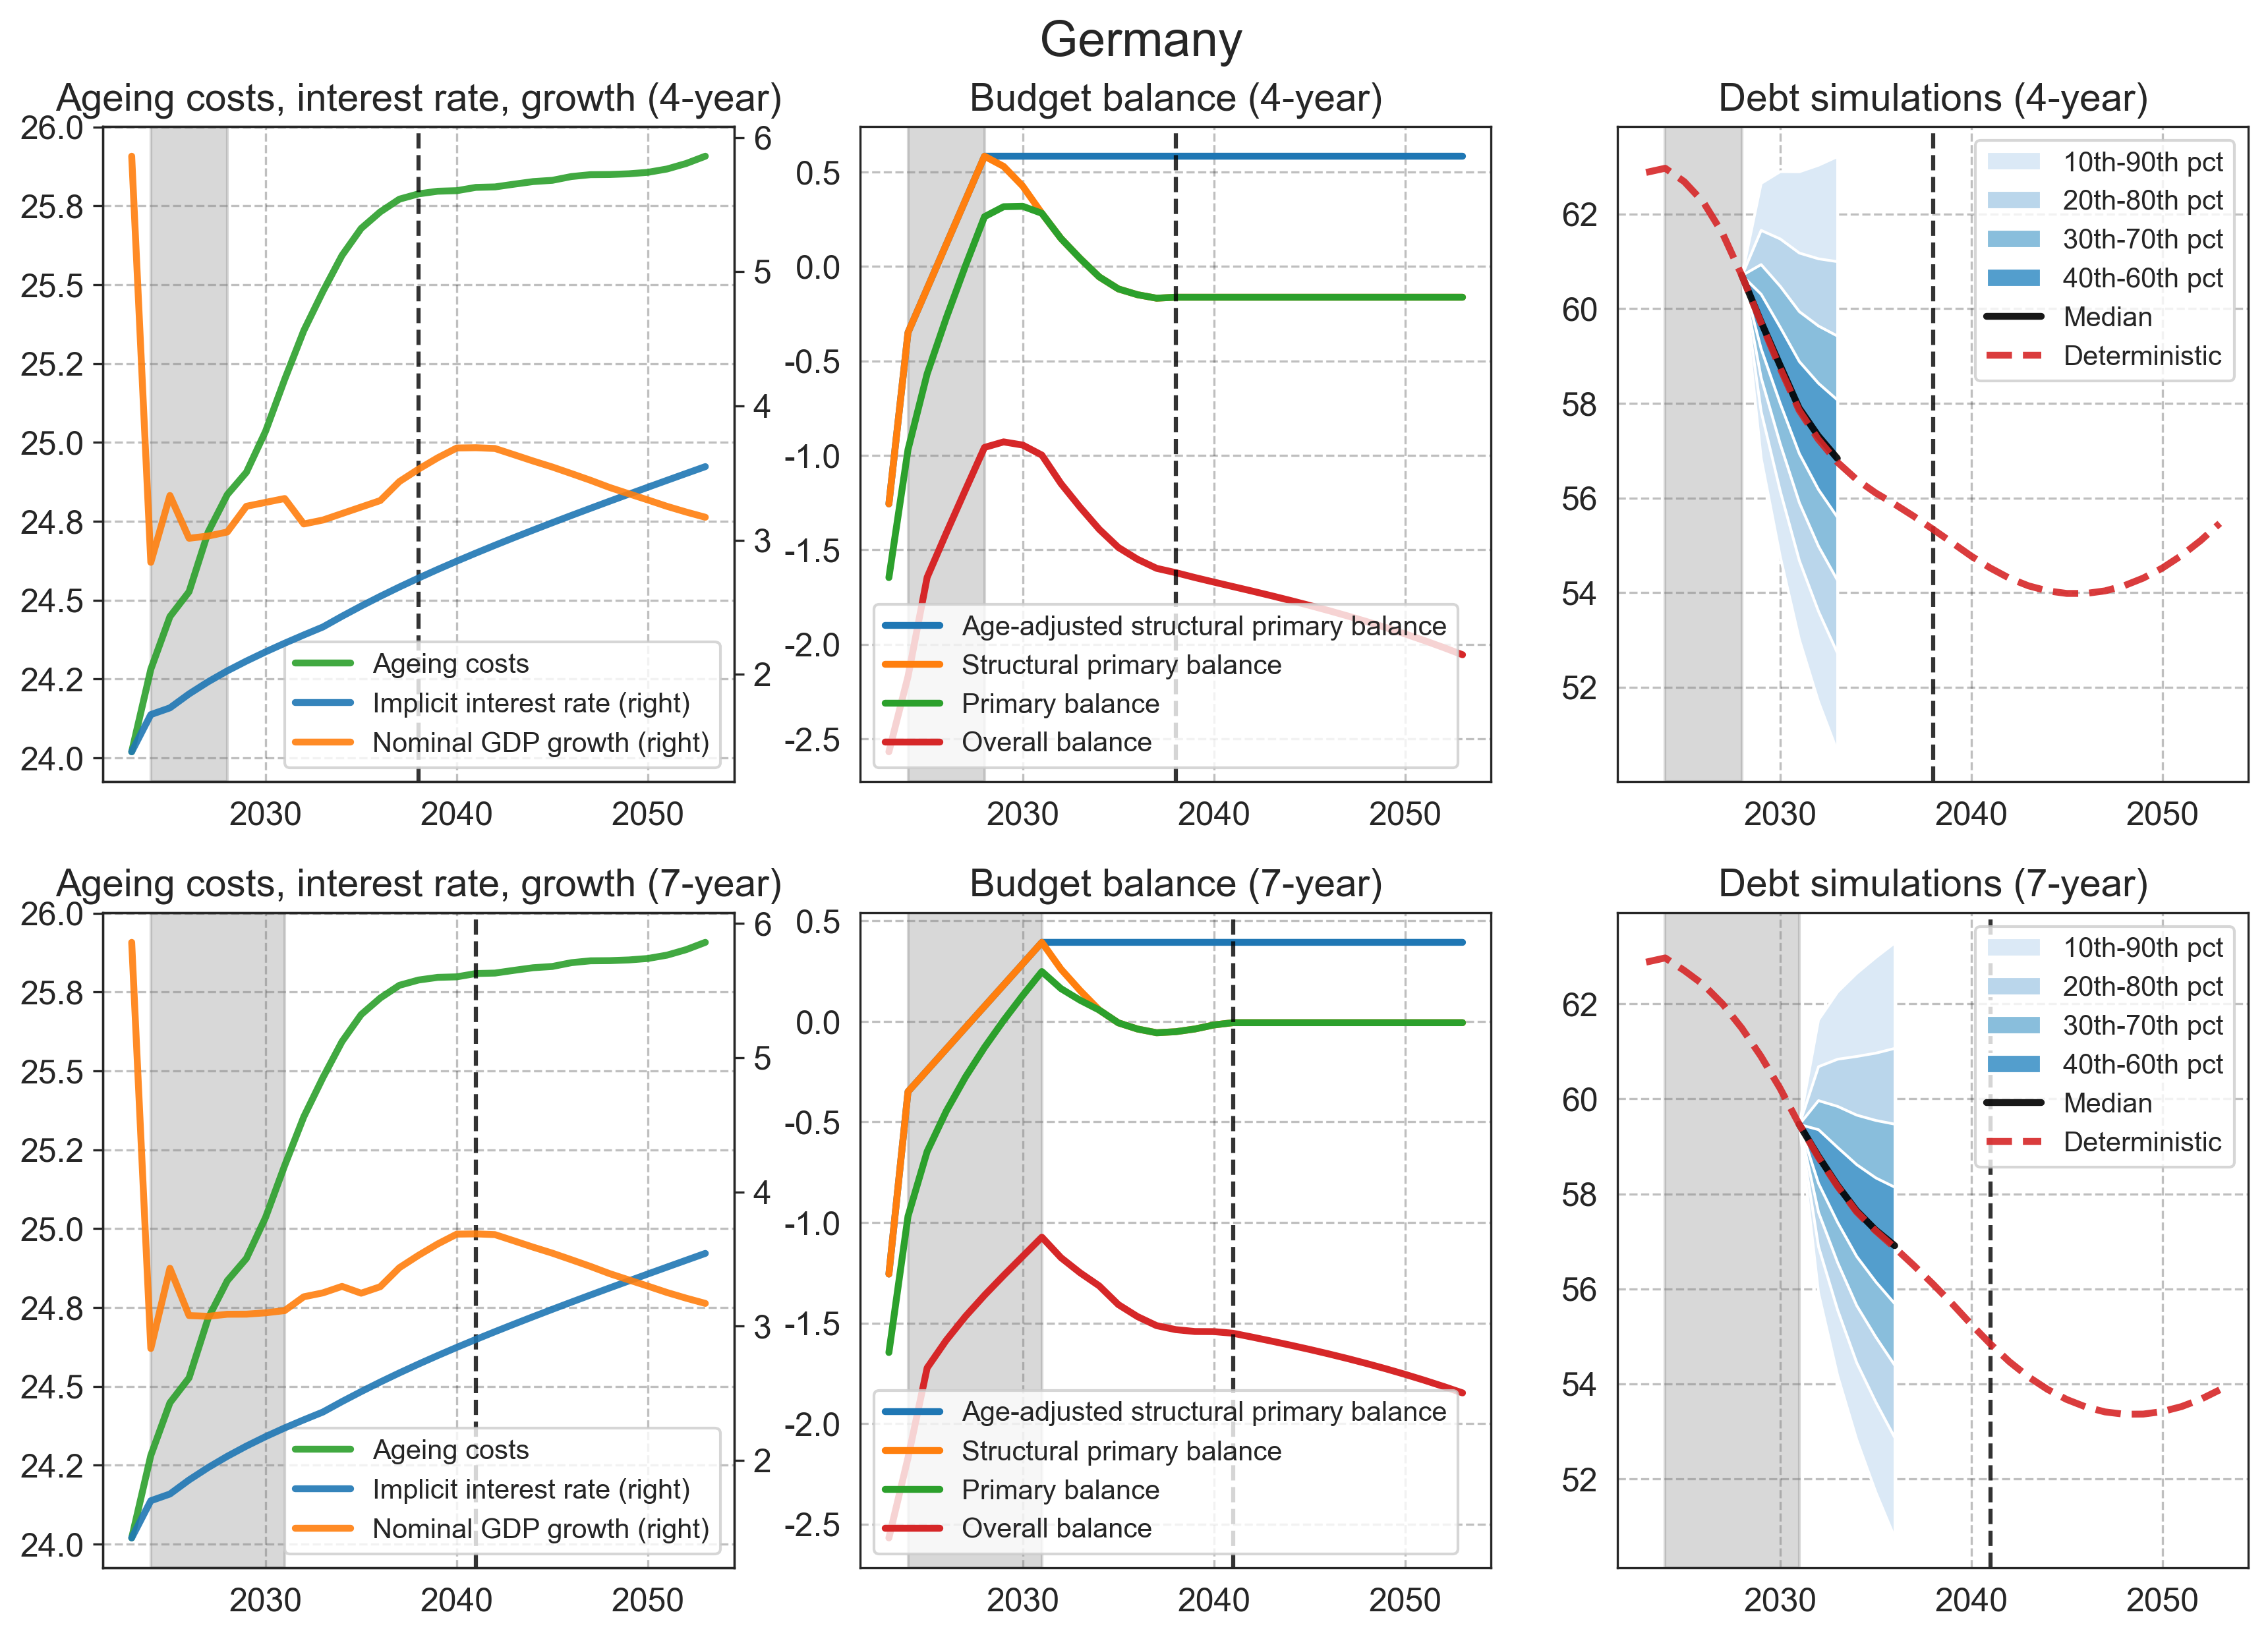 Germany
Ageing costs, interest rate, growth (4-year)
26.0
25.8
25.5
25.2
25.0
24.8
24.5
24.2
24.0
6
5
4
3
2
2030
2040
2050
Ageing costs
Implicit interest rate (right)
Nominal GDP growth (right)
Budget balance (4-year)
0.5
0.0
-0.5
-1.0
-1.5
-2.0
-2.5
2030
2040
2050
Age-adjusted structural primary balance
Structural primary balance
Primary balance
Overall balance
Debt simulations (4-year)
62
60
58
56
54
52
2030
2040
2050
10th-90th pct
20th-80th pct
30th-70th pct
40th-60th pct
Median
Deterministic
Ageing costs, interest rate, growth (7-year)
26.0
25.8
25.5
25.2
25.0
24.8
24.5
24.2
24.0
6
5
4
3
2
2030
2040
2050
Ageing costs
Implicit interest rate (right)
Nominal GDP growth (right)
Budget balance (7-year)
0.5
0.0
-0.5
-1.0
-1.5
-2.0
-2.5
2030
2040
2050
Age-adjusted structural primary balance
Structural primary balance
Primary balance
Overall balance
Debt simulations (7-year)
62
60
58
56
54
52
2030
2040
2050
10th-90th pct
20th-80th pct
30th-70th pct
40th-60th pct
Median
Deterministic